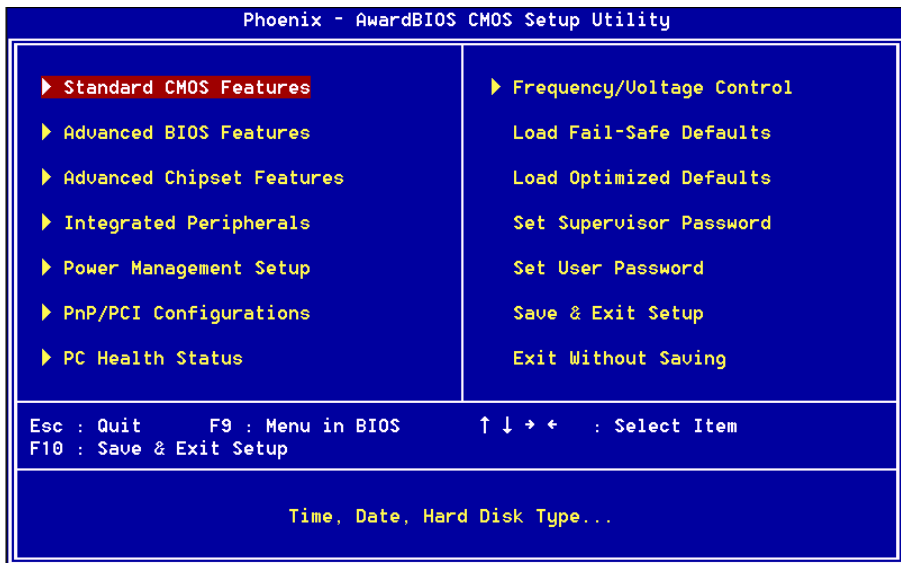 Phoenix - AwardBIOS CMOS Setup Utility
Standard CMOS Features
Advanced BIOS Features
Advanced Chipset Features
Integrated Peripherals
Power Management Setup
PnP/PCI Configurations
PC Health Status
Frequency/Voltage Control
Load Fail-Safe Defaults
Load Optimized Defaults
Set Supervisor Password
Set User Password
Save & Exit Setup
Exit Without Saving
Esc : Quit F9 : Menu in BIOS ↑ ↓ → ← : Select Item
F10 : Save & Exit Setup
Time, Date, Hard Disk Type...